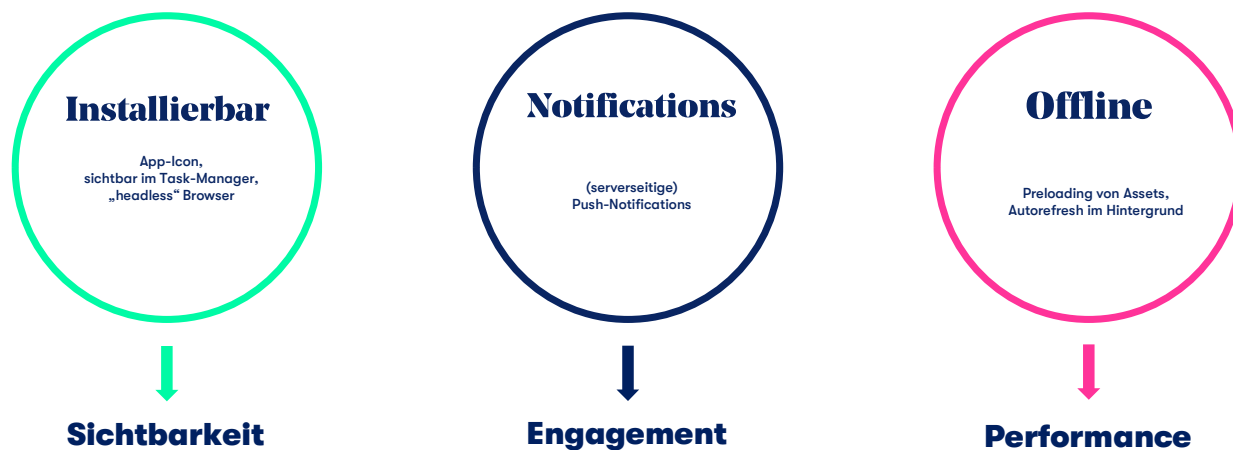 Installierbar
App-Icon,
sichtbar im Task-Manager,
„headless“ Browser
Sichtbarkeit
Notifications
(serverseitige)
Push-Notifications
Engagement
Offline
Preloading von Assets,
Autorefresh im Hintergrund
Performance